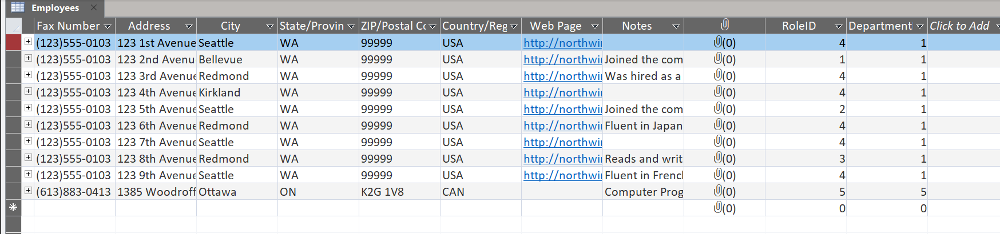 Employees
Fax Number Address City State/Provin ZIP/Postal Co Country/Reg Web Page Notes RoleID Department Click to Add
(123)555-0103 123 1st Avenue Seattle WA 99999 USA http://northwi (0) 4 1
(123)555-0103 123 2nd Avenu Bellevue WA 99999 USA http://northwi Joined the com (0) 1 1
(123)555-0103 123 3rd Avenue Redmond WA 99999 USA http://northwi Was hired as a (0) 4 1
(123)555-0103 123 4th Avenue Kirkland WA 99999 USA http://northwi (0) 4 1
(123)555-0103 123 5th Avenue Seattle WA 99999 USA http://northwi Joined the com (0) 2 1
(123)555-0103 123 6th Avenue Redmond WA 99999 USA http://northwi Fluent in Japan (0) 4 1
(123)555-0103 123 7th Avenue Seattle WA 99999 USA http://northwi (0) 4 1
(123)555-0103 123 8th Avenue Redmond WA 99999 USA http://northwi Reads and writ (0) 3 1
(123)555-0103 123 9th Avenue Seattle WA 99999 USA http://northwi Fluent in French (0) 4 1
(613)883-0413 1385 Woodroff Ottawa ON K2G 1V8 CAN Computer Prog (0) 5 5
(0) 0 0